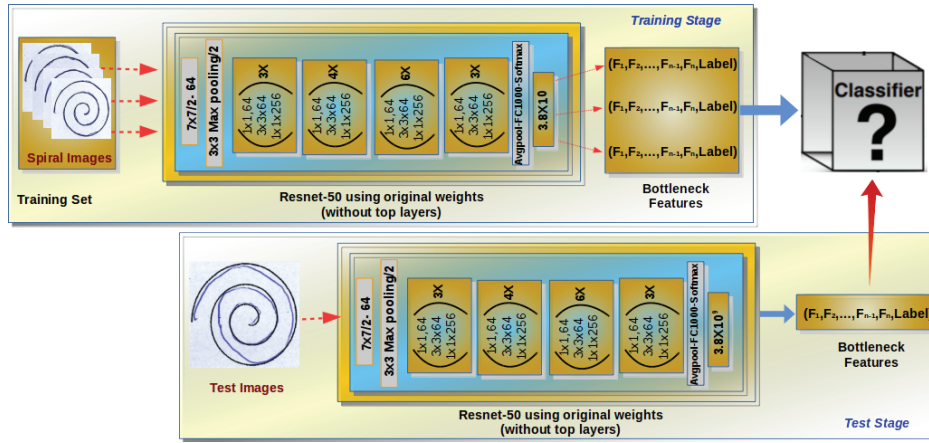 Training Stage
Spiral Images
Training Set
7x7/2- 64
3x3 Max pooling/2
3X
1x1,64
3x3x64
1x1x256
4X
1x1,64
3x3x64
1x1x256
6X
1x1,64
3x3x64
1x1x256
3X
1x1,64
3x3x64
1x1x256
Avgpool-FC1000-Softmax
3.8X10
(F₁,F₂,...,Fₙ₋₁,Fₙ,Label)
(F₁,F₂,...,Fₙ₋₁,Fₙ,Label)
(F₁,F₂,...,Fₙ₋₁,Fₙ,Label)
Resnet-50 using original weights
(without top layers)
Bottleneck
Features
Classifier
?
Test Images
7x7/2- 64
3x3 Max pooling/2
3X
1x1,64
3x3x64
1x1x256
4X
1x1,64
3x3x64
1x1x256
6X
1x1,64
3x3x64
1x1x256
3X
1x1,64
3x3x64
1x1x256
Avgpool-FC1000-Softmax
3.8X10⁹
(F₁,F₂,...,Fₙ₋₁,Fₙ,Label)
Bottleneck
Features
Resnet-50 using original weights
(without top layers)
Test Stage